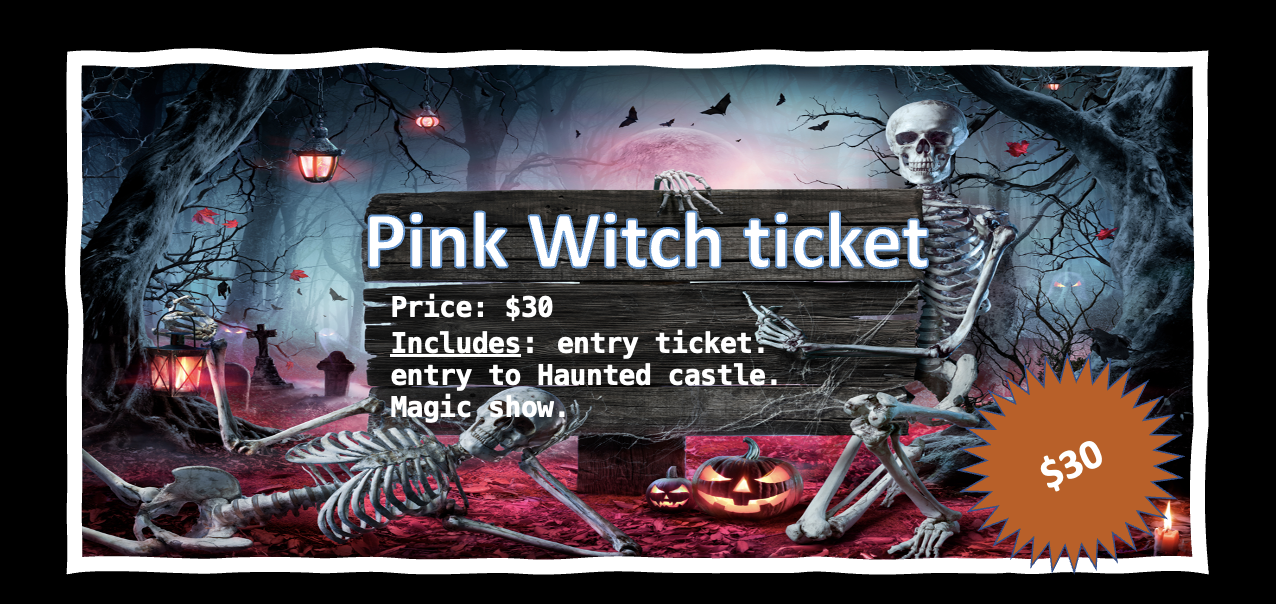 Pink Witch ticket
Price: $30
Includes: entry ticket.
entry to Haunted castle.
Magic show.
$30